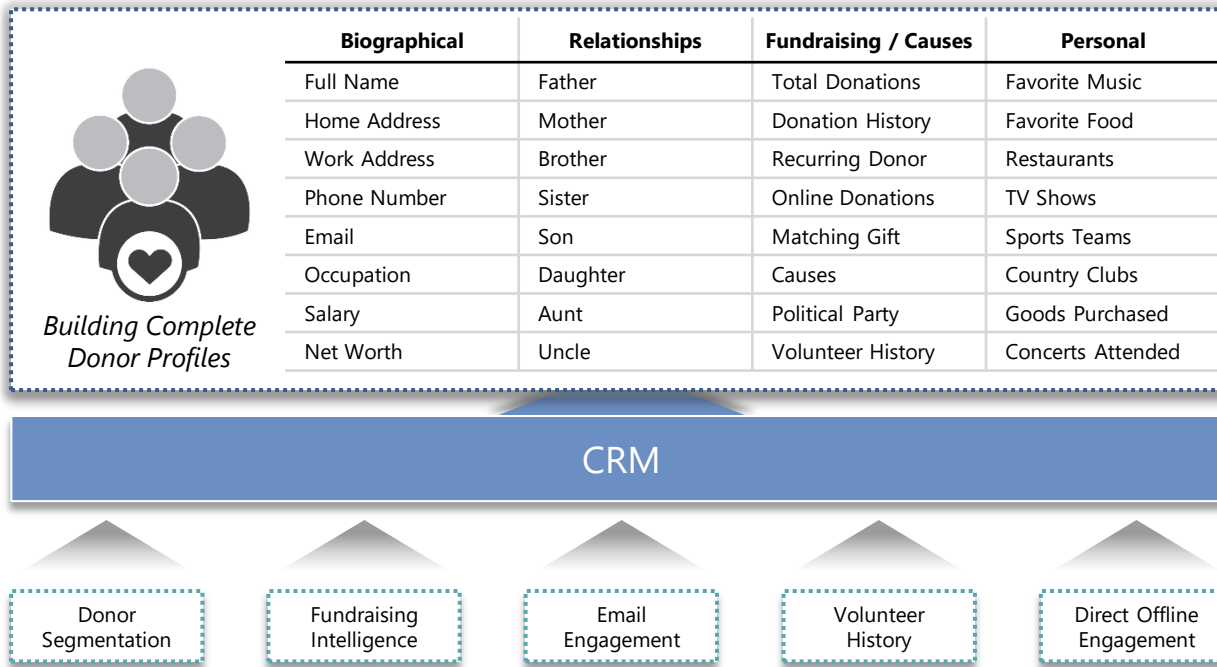 Biographical Relationships Fundraising / Causes Personal
Full Name Father Total Donations Favorite Music
Home Address Mother Donation History Favorite Food
Work Address Brother Recurring Donor Restaurants
Phone Number Sister Online Donations TV Shows
Email Son Matching Gift Sports Teams
Occupation Daughter Causes Country Clubs
Salary Aunt Political Party Goods Purchased
Net Worth Uncle Volunteer History Concerts Attended
Building Complete
Donor Profiles
CRM
Donor
Segmentation
Fundraising
Intelligence
Email
Engagement
Volunteer
History
Direct Offline
Engagement